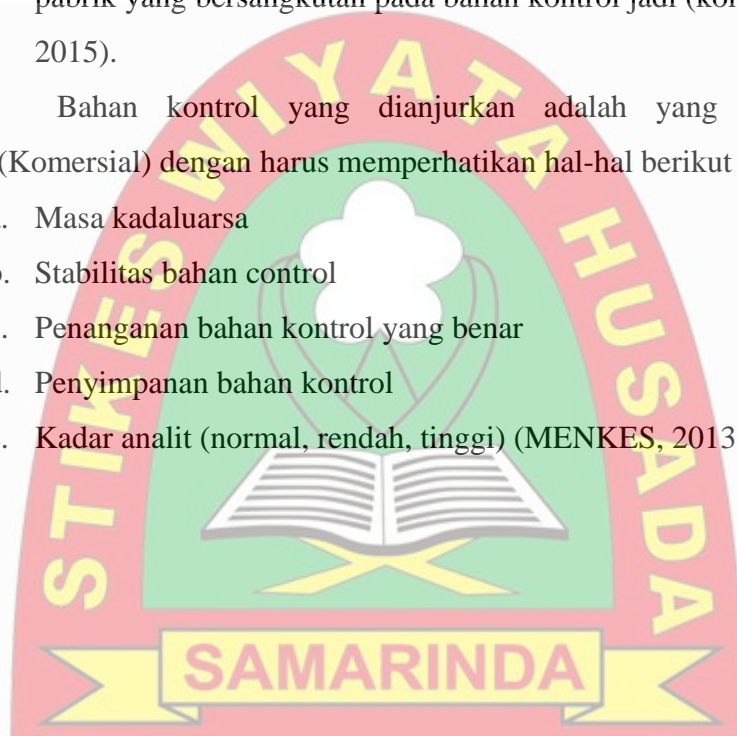 pabrik yang bersangkutan pada bahan kontrol jadi (kor
2015).
Bahan kontrol yang dianjurkan adalah yang
(Komersial) dengan harus memperhatikan hal-hal berikut
Masa kadaluarsa
Stabilitas bahan control
Penanganan bahan kontrol yang benar
Penyimpanan bahan kontrol
Kadar analit (normal, rendah, tinggi) (MENKES, 2013
STIKES WIYATA HUSADA
SAMARINDA